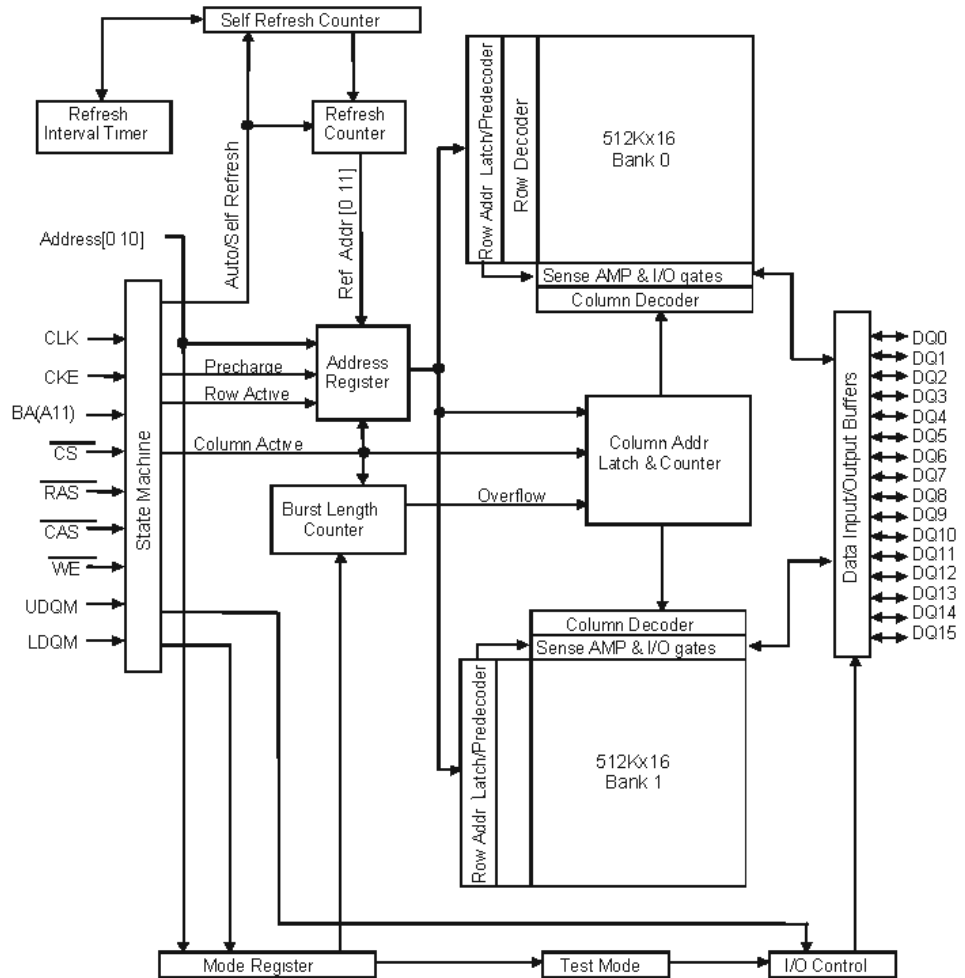 Self Refresh Counter
Refresh
Interval Timer
Refresh
Counter
Auto/Self Refresh
Ref Addr [0 11]
Address[0 10]
Row Addr Latch/Predecoder
Row Decoder
512Kx16
Bank 0
Sense AMP & I/O gates
Column Decoder
State Machine
CLK
CKE
BA(A11)
CS
RAS
CAS
WE
UDQM
LDQM
Precharge
Row Active
Column Active
Address
Register
Burst Length
Counter
Overflow
Column Addr
Latch & Counter
Data Input/Output Buffers
DQ0
DQ1
DQ2
DQ3
DQ4
DQ5
DQ6
DQ7
DQ8
DQ9
DQ10
DQ11
DQ12
DQ13
DQ14
DQ15
Column Decoder
Sense AMP & I/O gates
Row Addr Latch/Predecoder
512Kx16
Bank 1
Mode Register
Test Mode
I/O Control